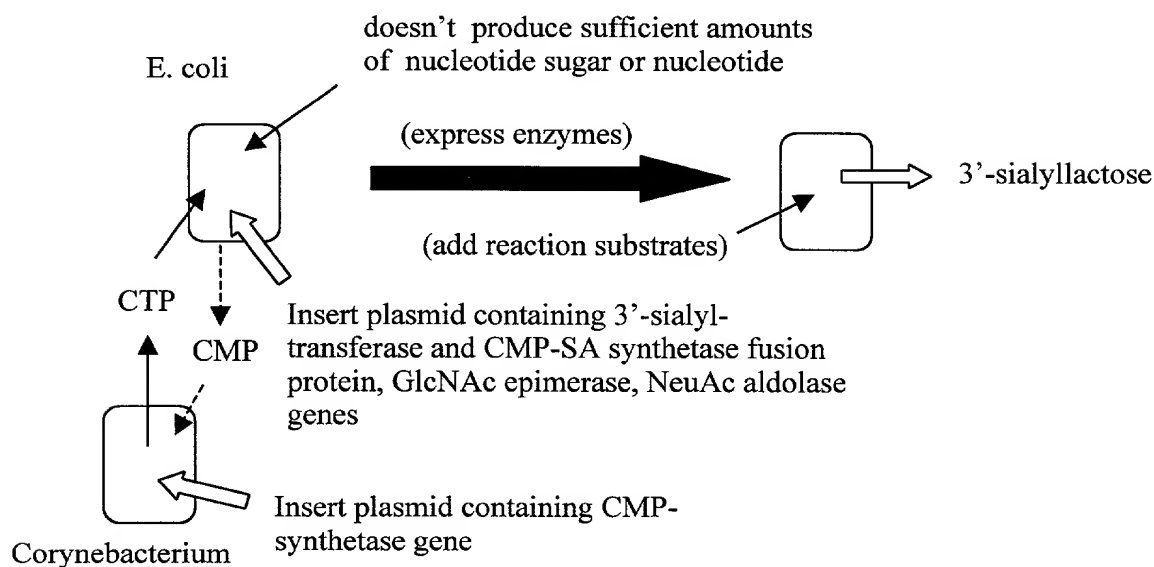 doesn't produce sufficient amounts
of nucleotide sugar or nucleotide
E. coli
(express enzymes)
3'-sialyllactose
(add reaction substrates)
CTP
CMP
Insert plasmid containing 3'-sialyl-
transferase and CMP-SA synthetase fusion
protein, GlcNAc epimerase, NeuAc aldolase
genes
Insert plasmid containing CMP-
synthetase gene
Corynebacterium